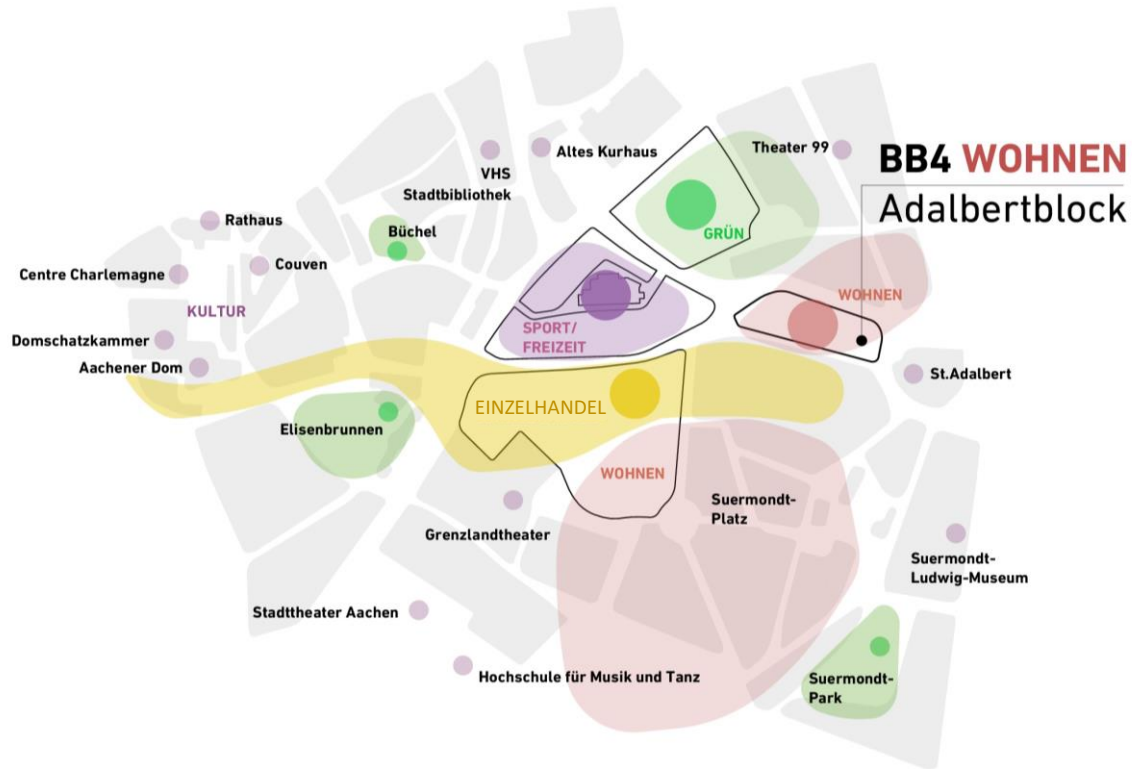 Altes Kurhaus
Theater 99
BB4 WOHNEN
Adalbertblock
VHS
Stadtbibliothek
Rathaus
Büchel
GRÜN
Centre Charlemagne
Couven
KULTUR
WOHNEN
SPORT/
FREIZEIT
Domschatzkammer
Aachener Dom
St.Adalbert
EINZELHANDEL
Elisenbrunnen
WOHNEN
Suermondt-
Platz
Grenzlandtheater
Suermondt-
Ludwig-Museum
Stadttheater Aachen
Hochschule für Musik und Tanz
Suermondt-
Park